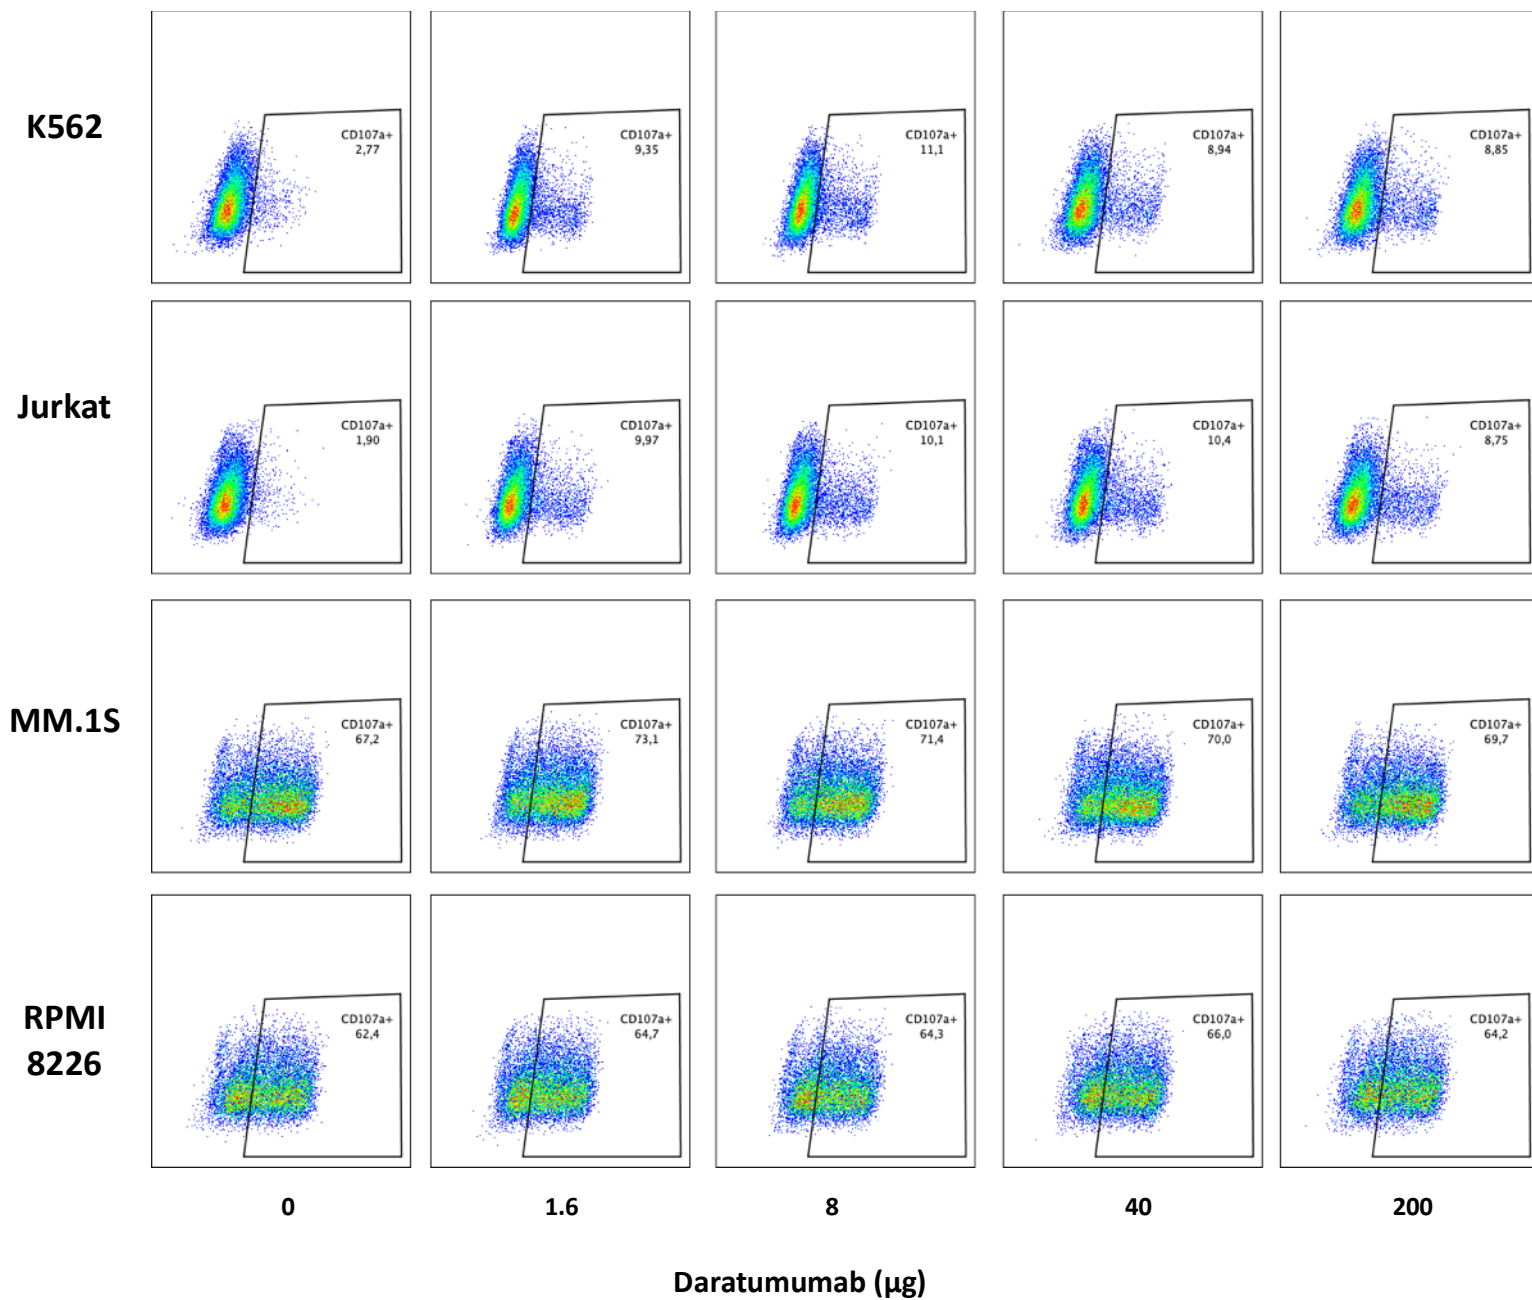 K562
CD107a+
2,77
CD107a+
9,35
CD107a+
11,1
CD107a+
8,94
CD107a+
8,85
Jurkat
CD107a+
1,90
CD107a+
9,97
CD107a+
10,1
CD107a+
10,4
CD107a+
8,75
MM.1S
CD107a+
67,2
CD107a+
73,1
CD107a+
71,4
CD107a+
70,0
CD107a+
69,7
RPMI
8226
CD107a+
62,4
CD107a+
64,7
CD107a+
64,3
CD107a+
66,0
CD107a+
64,2
0 1.6 8 40 200
Daratumumab (µg)